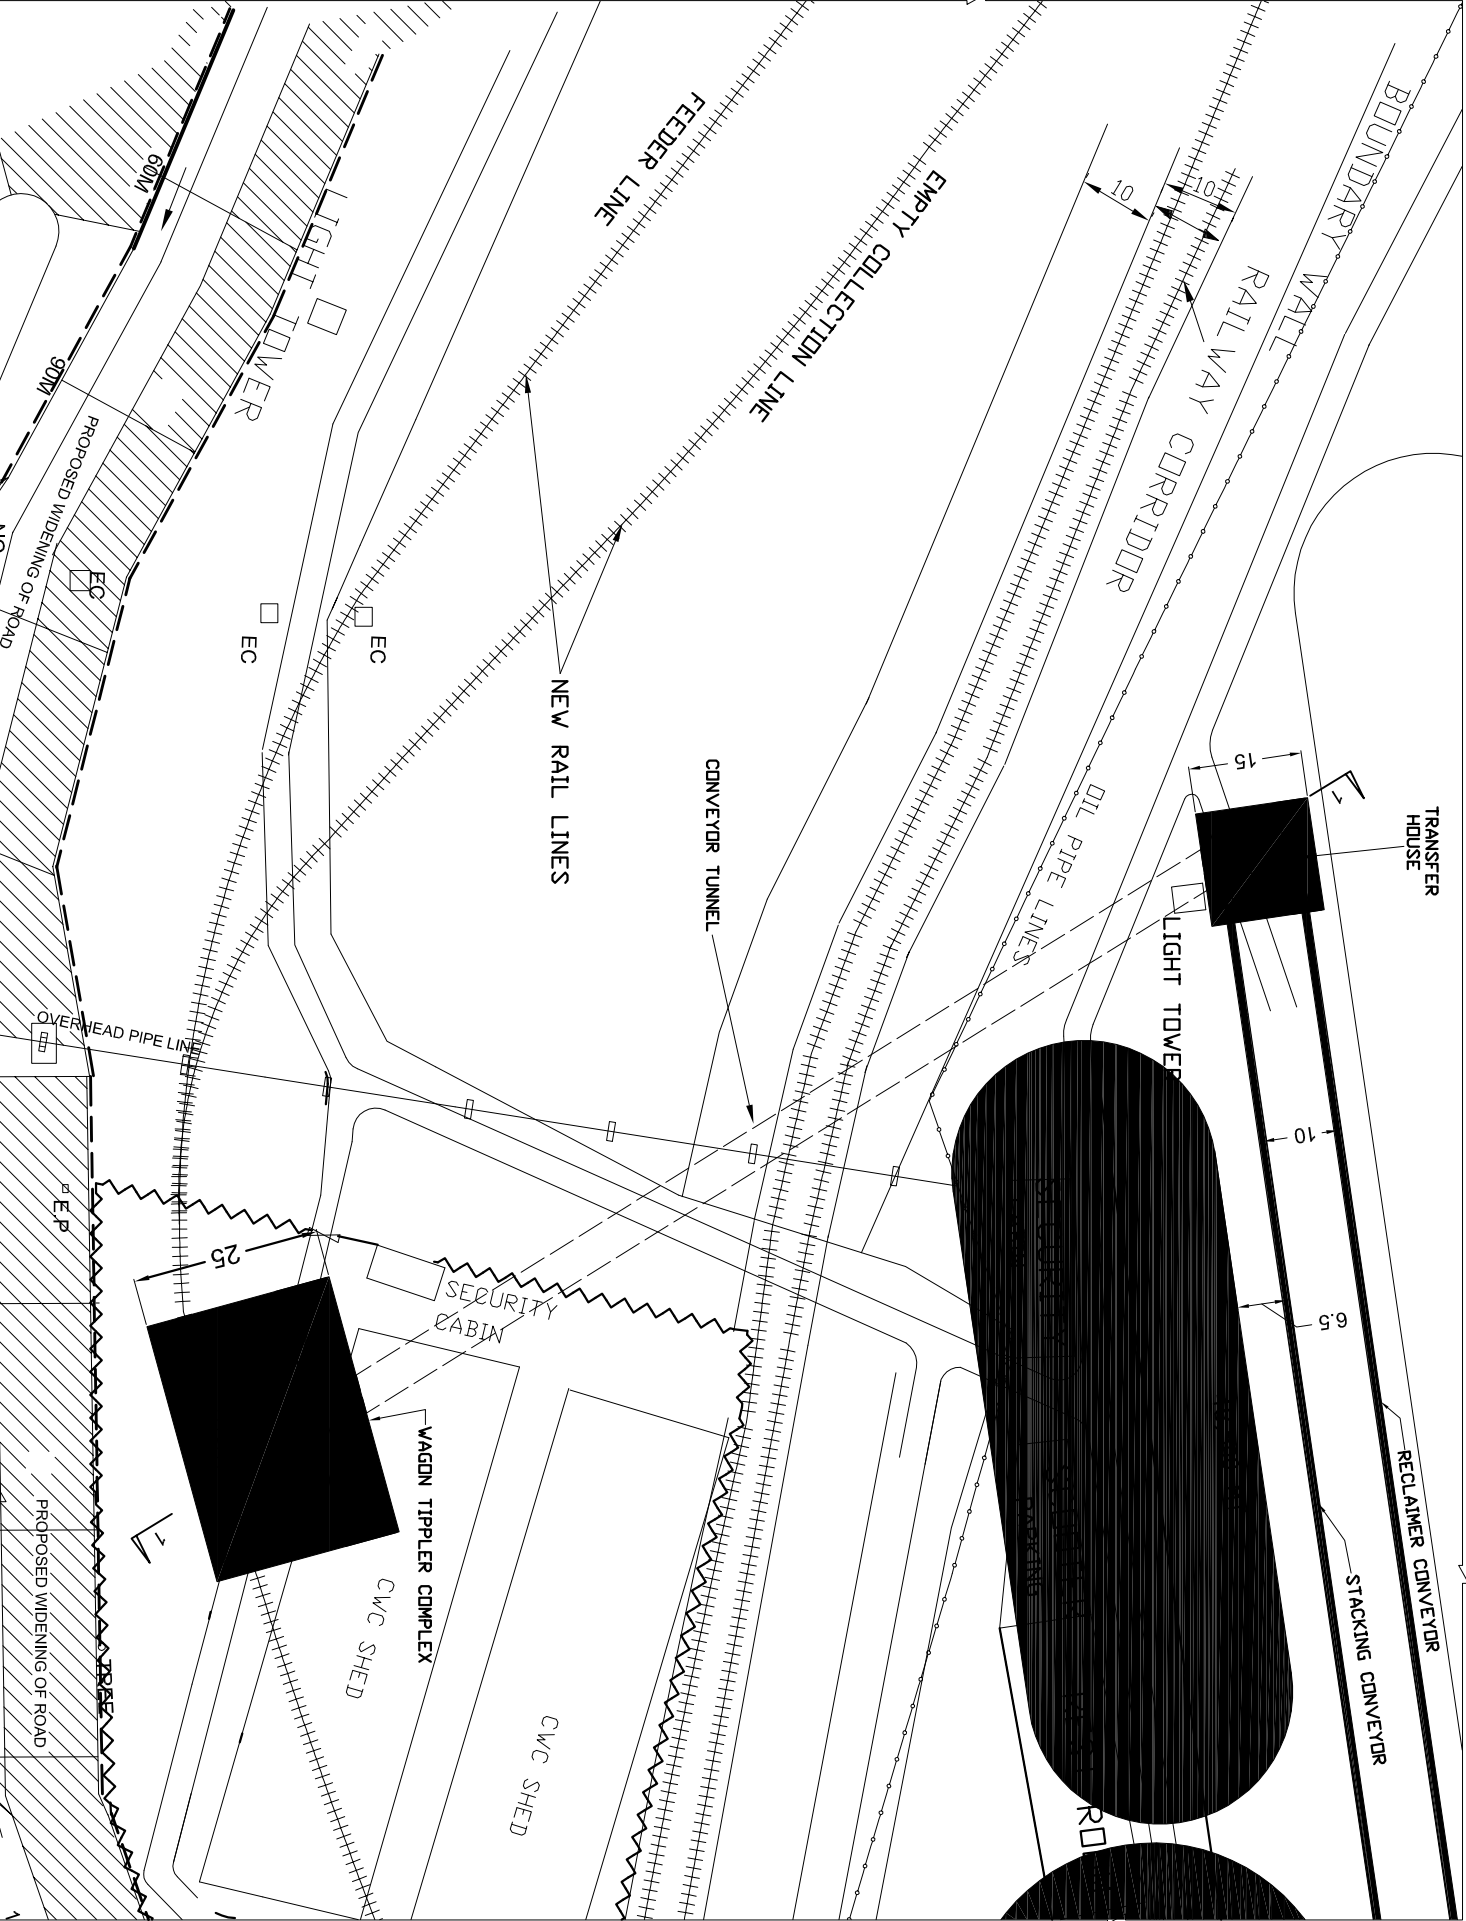 60M
90M
LIGHT TOWER
PROPOSED WIDENING OF ROAD
FEEDER LINE
EMPTY COLLECTION LINE
10
10
BOUNDARY WALL
RAILWAY CORRIDOR
EC
EC
EC
NEW RAIL LINES
CONVEYOR TUNNEL
OIL PIPE LINES
15
1
TRANSFER
HOUSE
LIGHT TOWER
OVERHEAD PIPE LINE
E.P
25
SECURITY
CABIN
10
6.5
WAGON TIPPLER COMPLEX
1
CWC SHED
CWC SHED
RECLAIMER CONVEYOR
STACKING CONVEYOR
PROPOSED WIDENING OF ROAD
TREE